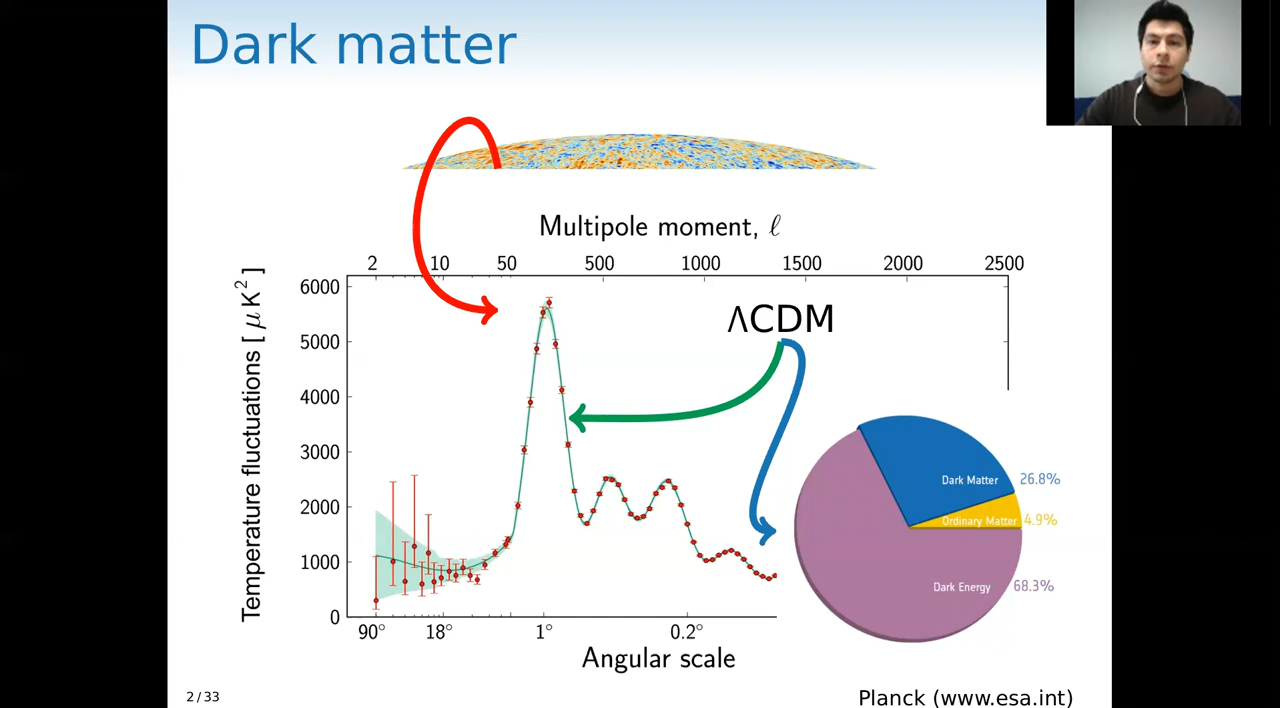 Dark matter
Multipole moment, ℓ
2 10 50 500 1000 1500 2000 2500
Temperature fluctuations [ μ K² ]
6000
5000
4000
3000
2000
1000
0
ΛCDM
Dark Matter 26.8%
Ordinary Matter 4.9%
Dark Energy 68.3%
90° 18° 1° 0.2°
Angular scale
2 / 33
Planck (www.esa.int)